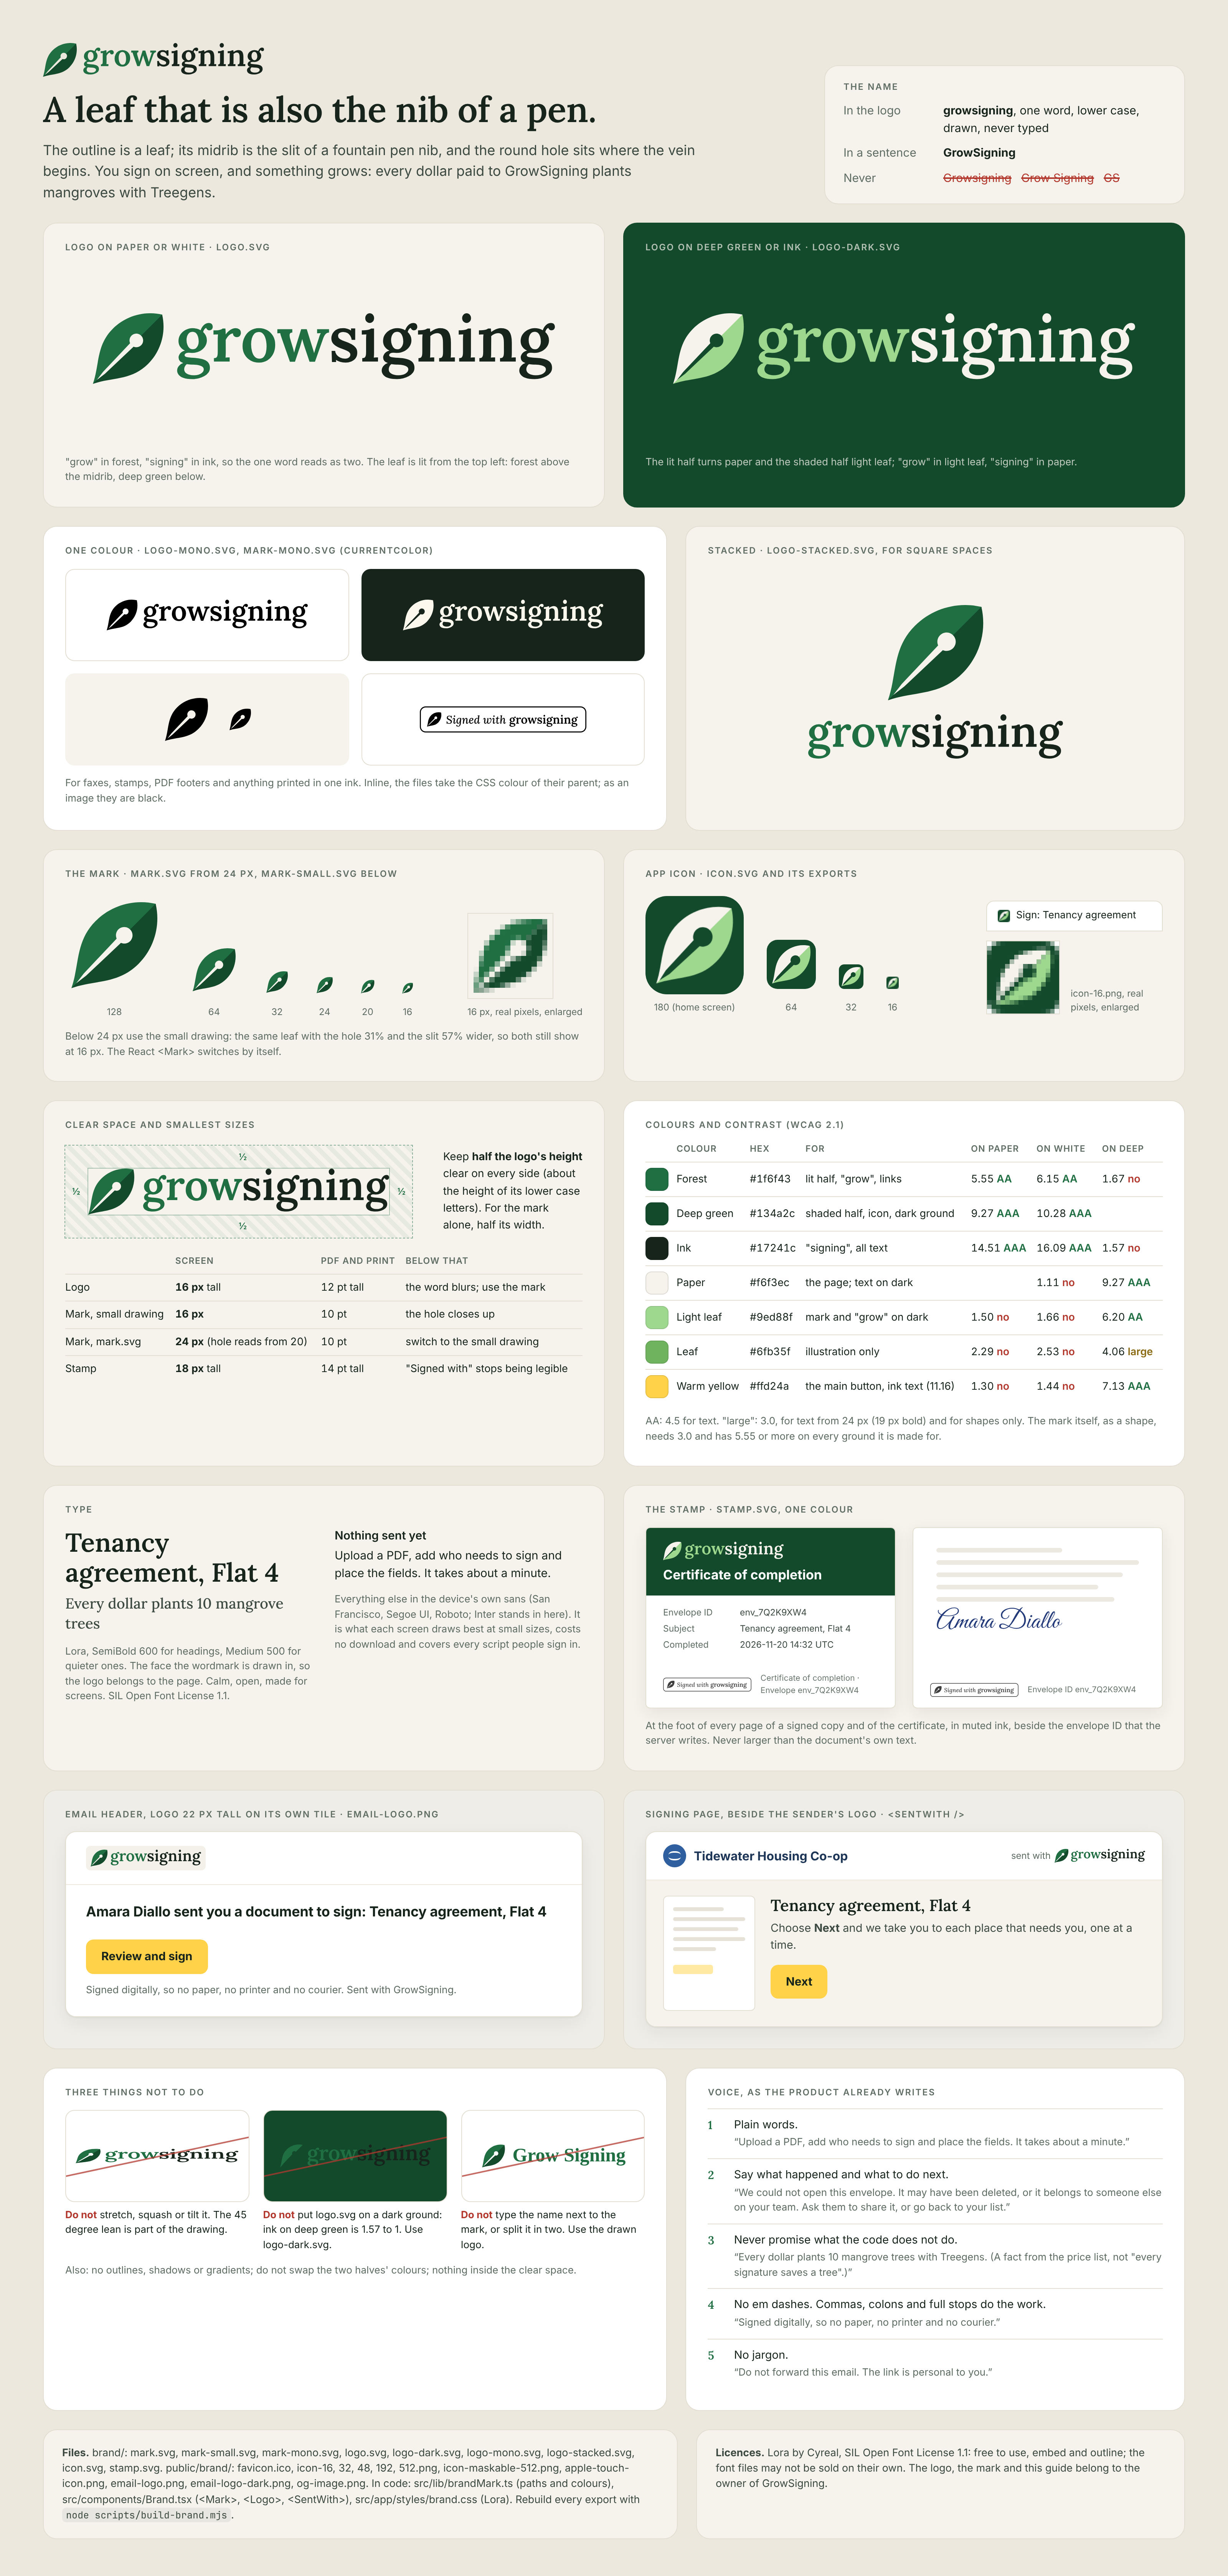 growsigning
A leaf that is also the nib of a pen.
The outline is a leaf; its midrib is the slit of a fountain pen nib, and the round hole sits where the vein
begins. You sign on screen, and something grows: every dollar paid to GrowSigning plants
mangroves with Treegens.
THE NAME
In the logo growsigning, one word, lower case,
drawn, never typed
In a sentence GrowSigning
Never Growsigning Grow Signing GS
LOGO ON PAPER OR WHITE · LOGO.SVG
growsigning
"grow" in forest, "signing" in ink, so the one word reads as two. The leaf is lit from the top left: forest above
the midrib, deep green below.
LOGO ON DEEP GREEN OR INK · LOGO-DARK.SVG
growsigning
The lit half turns paper and the shaded half light leaf; "grow" in light leaf, "signing" in paper.
ONE COLOUR · LOGO-MONO.SVG, MARK-MONO.SVG (CURRENTCOLOR)
growsigning
growsigning
Signed with growsigning
For faxes, stamps, PDF footers and anything printed in one ink. Inline, the files take the CSS colour of their parent; as an
image they are black.
STACKED · LOGO-STACKED.SVG, FOR SQUARE SPACES
growsigning
THE MARK · MARK.SVG FROM 24 PX, MARK-SMALL.SVG BELOW
128 64 32 24 20 16 16 px, real pixels, enlarged
Below 24 px use the small drawing: the same leaf with the hole 31% and the slit 57% wider, so both still show
at 16 px. The React <Mark> switches by itself.
APP ICON · ICON.SVG AND ITS EXPORTS
Sign: Tenancy agreement
180 (home screen) 64 32 16
icon-16.png, real
pixels, enlarged
CLEAR SPACE AND SMALLEST SIZES
½
½ growsigning ½
½
Keep half the logo's height
clear on every side (about
the height of its lower case
letters). For the mark
alone, half its width.
SCREEN PDF AND PRINT BELOW THAT
Logo 16 px tall 12 pt tall the word blurs; use the mark
Mark, small drawing 16 px 10 pt the hole closes up
Mark, mark.svg 24 px (hole reads from 20) 10 pt switch to the small drawing
Stamp 18 px tall 14 pt tall "Signed with" stops being legible
COLOURS AND CONTRAST (WCAG 2.1)
COLOUR HEX FOR ON PAPER ON WHITE ON DEEP
Forest #1f6f43 lit half, "grow", links 5.55 AA 6.15 AA 1.67 no
Deep green #134a2c shaded half, icon, dark ground 9.27 AAA 10.28 AAA
Ink #17241c "signing", all text 14.51 AAA 16.09 AAA 1.57 no
Paper #f6f3ec the page; text on dark 1.11 no 9.27 AAA
Light leaf #9ed88f mark and "grow" on dark 1.50 no 1.66 no 6.20 AA
Leaf #6fb35f illustration only 2.29 no 2.53 no 4.06 large
Warm yellow #ffd24a the main button, ink text (11.16) 1.30 no 1.44 no 7.13 AAA
AA: 4.5 for text. "large": 3.0, for text from 24 px (19 px bold) and for shapes only. The mark itself, as a shape,
needs 3.0 and has 5.55 or more on every ground it is made for.
TYPE
Tenancy
agreement, Flat 4
Every dollar plants 10 mangrove
trees
Lora, SemiBold 600 for headings, Medium 500 for
quieter ones. The face the wordmark is drawn in, so
the logo belongs to the page. Calm, open, made for
screens. SIL Open Font License 1.1.
Nothing sent yet
Upload a PDF, add who needs to sign and
place the fields. It takes about a minute.
Everything else in the device's own sans (San
Francisco, Segoe UI, Roboto; Inter stands in here). It
is what each screen draws best at small sizes, costs
no download and covers every script people sign in.
THE STAMP · STAMP.SVG, ONE COLOUR
growsigning
Certificate of completion
Envelope ID env_7Q2K9XW4
Subject Tenancy agreement, Flat 4
Completed 2026-11-20 14:32 UTC
Signed with growsigning
Certificate of completion ·
Envelope env_7Q2K9XW4
Amara Diallo
Signed with growsigning Envelope ID env_7Q2K9XW4
At the foot of every page of a signed copy and of the certificate, in muted ink, beside the envelope ID that the
server writes. Never larger than the document's own text.
EMAIL HEADER, LOGO 22 PX TALL ON ITS OWN TILE · EMAIL-LOGO.PNG
growsigning
Amara Diallo sent you a document to sign: Tenancy agreement, Flat 4
Review and sign
Signed digitally, so no paper, no printer and no courier. Sent with GrowSigning.
SIGNING PAGE, BESIDE THE SENDER'S LOGO · <SENTWITH />
Tidewater Housing Co-op sent with growsigning
Tenancy agreement, Flat 4
Choose Next and we take you to each place that needs you, one at a
time.
Next
THREE THINGS NOT TO DO
growsigning
growsigning
Grow Signing
Do not stretch, squash or tilt it. The 45
degree lean is part of the drawing.
Do not put logo.svg on a dark ground:
ink on deep green is 1.57 to 1. Use
logo-dark.svg.
Do not type the name next to the
mark, or split it in two. Use the drawn
logo.
Also: no outlines, shadows or gradients; do not swap the two halves' colours; nothing inside the clear space.
VOICE, AS THE PRODUCT ALREADY WRITES
1 Plain words.
“Upload a PDF, add who needs to sign and place the fields. It takes about a minute.”
2 Say what happened and what to do next.
“We could not open this envelope. It may have been deleted, or it belongs to someone else
on your team. Ask them to share it, or go back to your list.”
3 Never promise what the code does not do.
“Every dollar plants 10 mangrove trees with Treegens. (A fact from the price list, not "every
signature saves a tree".)”
4 No em dashes. Commas, colons and full stops do the work.
“Signed digitally, so no paper, no printer and no courier.”
5 No jargon.
“Do not forward this email. The link is personal to you.”
Files. brand/: mark.svg, mark-small.svg, mark-mono.svg, logo.svg, logo-dark.svg, logo-mono.svg, logo-stacked.svg,
icon.svg, stamp.svg. public/brand/: favicon.ico, icon-16, 32, 48, 192, 512.png, icon-maskable-512.png, apple-touch-
icon.png, email-logo.png, email-logo-dark.png, og-image.png. In code: src/lib/brandMark.ts (paths and colours),
src/components/Brand.tsx (<Mark>, <Logo>, <SentWith>), src/app/styles/brand.css (Lora). Rebuild every export with
node scripts/build-brand.mjs.
Licences. Lora by Cyreal, SIL Open Font License 1.1: free to use, embed and outline; the
font files may not be sold on their own. The logo, the mark and this guide belong to the
owner of GrowSigning.